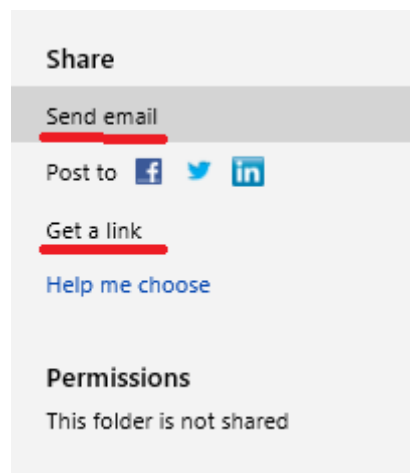 Share
Send email
Post to
Get a link
Help me choose
Permissions
This folder is not shared